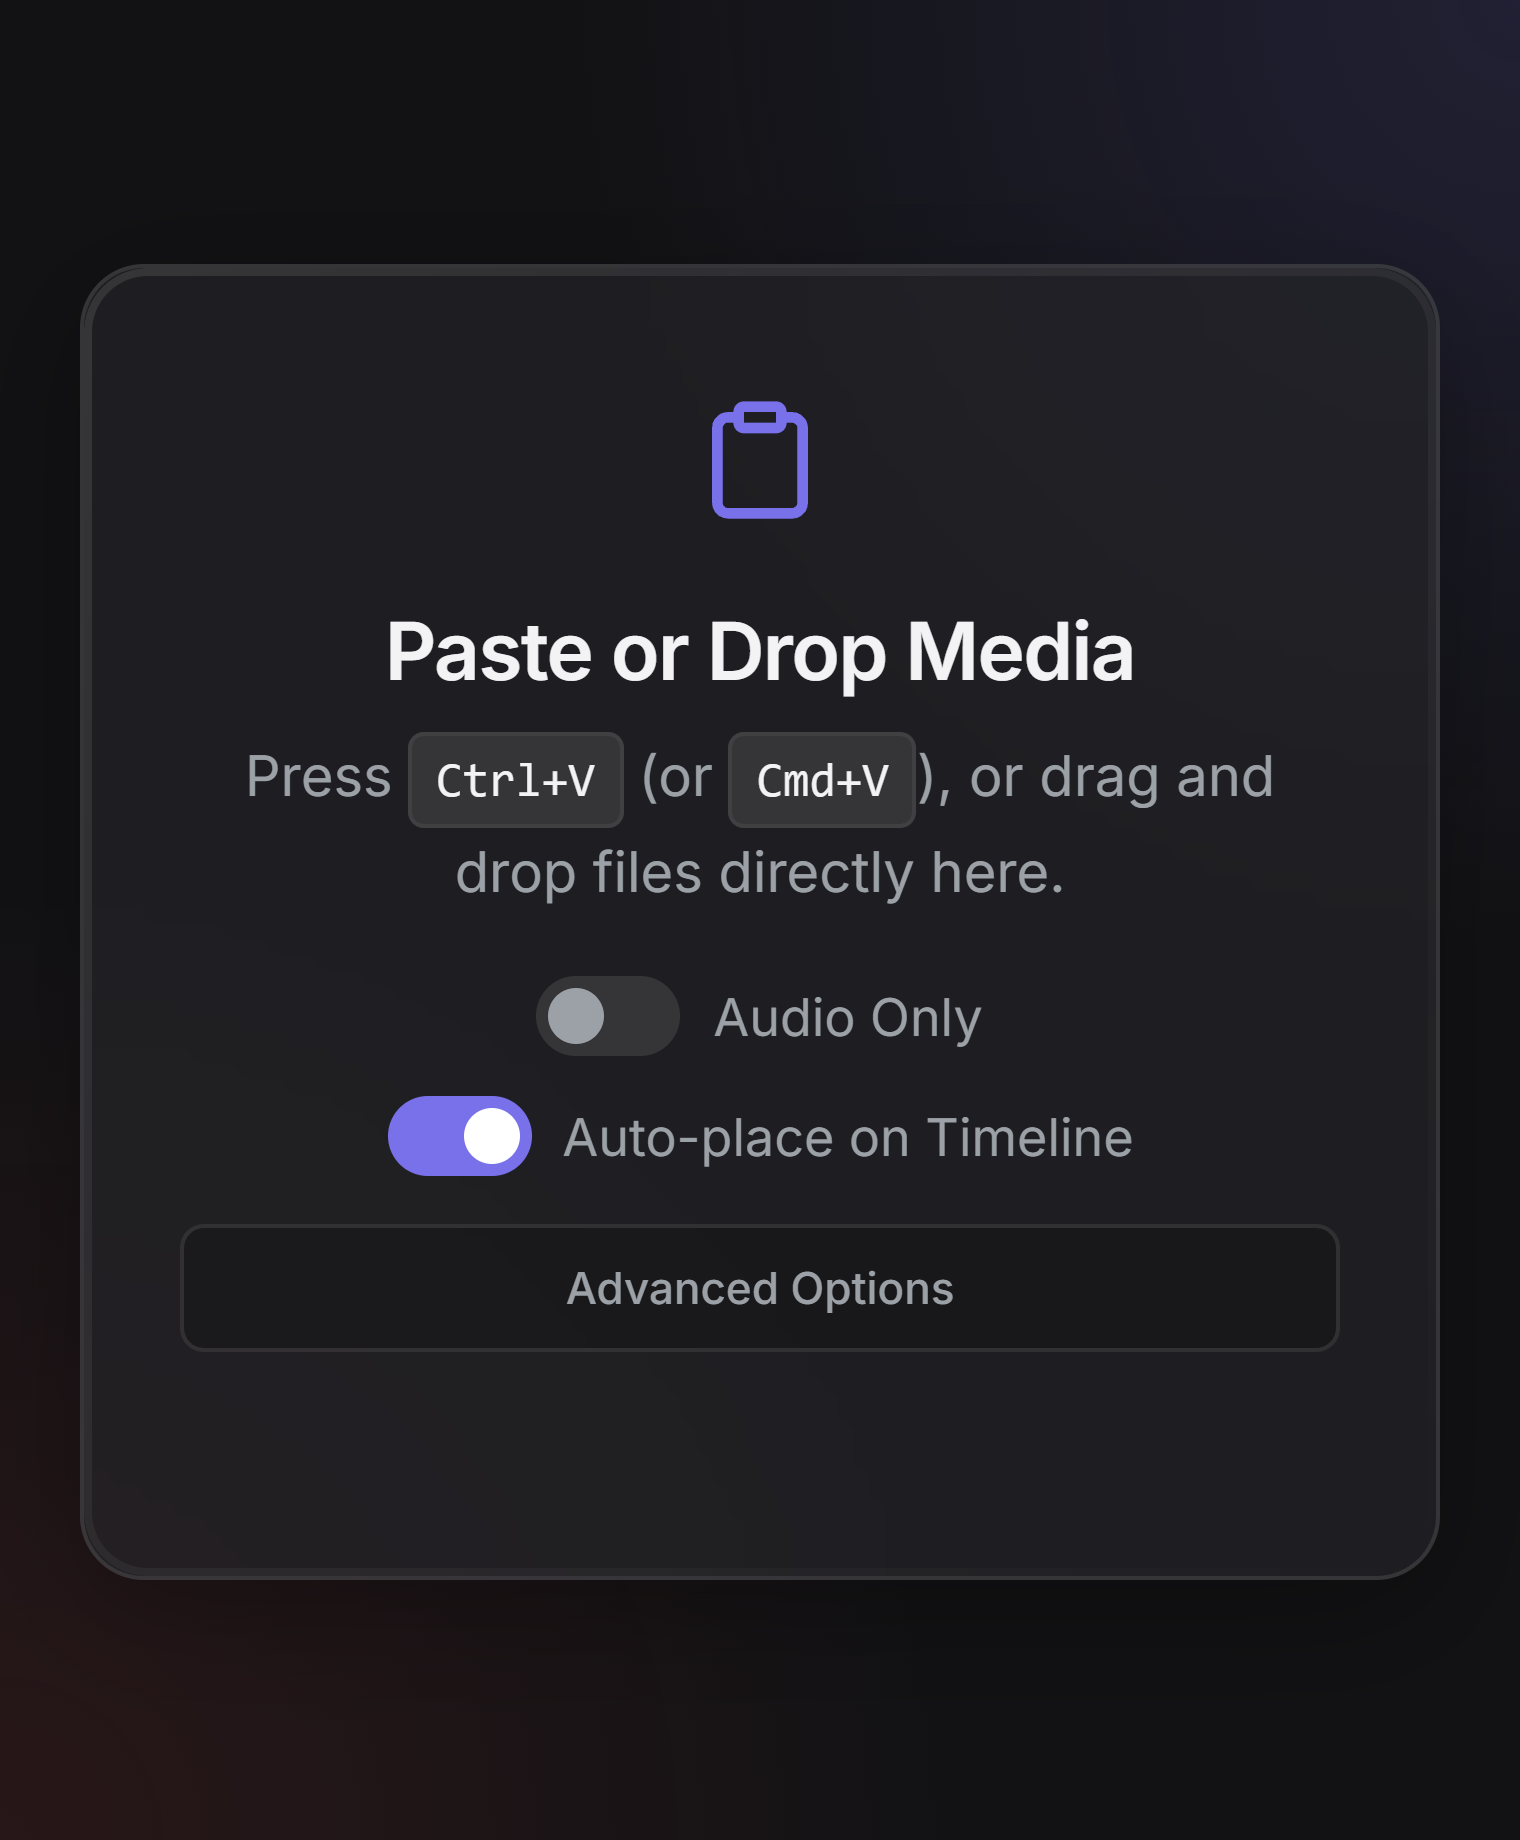 Paste or Drop Media
Press Ctrl+V (or Cmd+V), or drag and
drop files directly here.
Audio Only
Auto-place on Timeline
Advanced Options